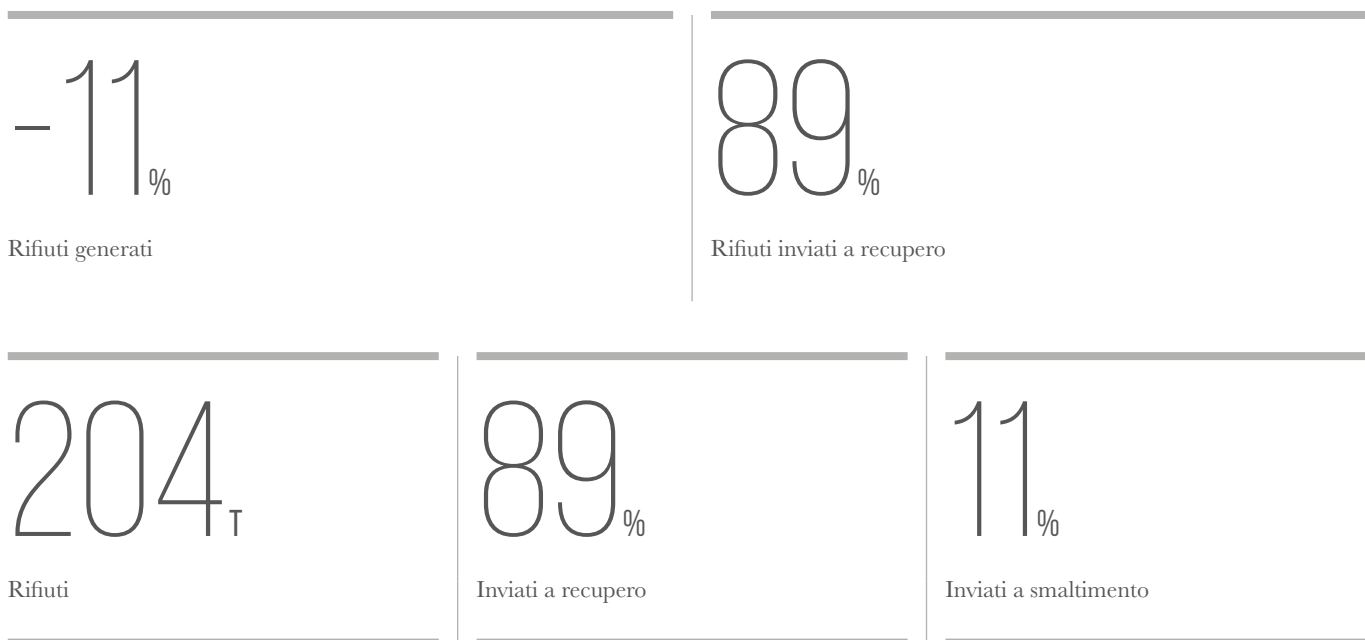 –11%
Rifiuti generati
89%
Rifiuti inviati a recupero
204T
Rifiuti
89%
Inviati a recupero
11%
Inviati a smaltimento